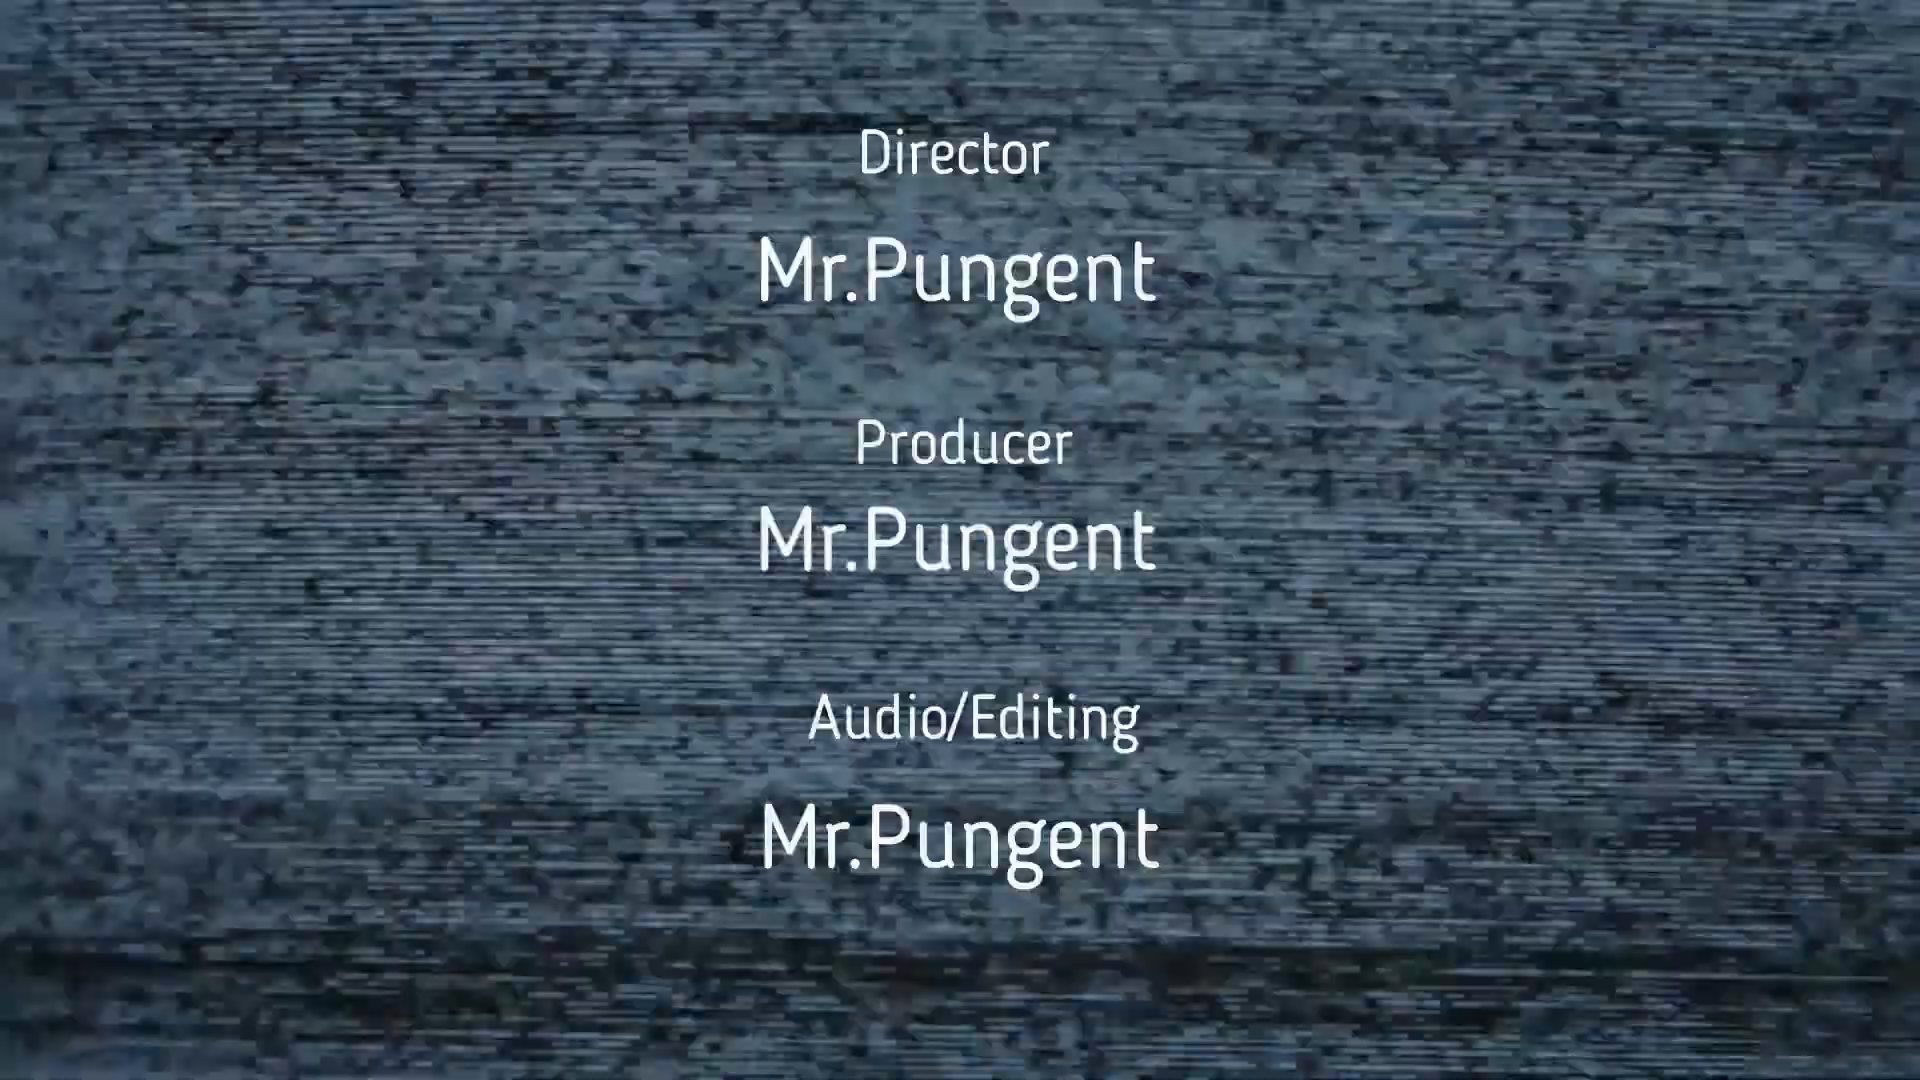 Director
Mr.Pungent
Producer
Mr.Pungent
Audio/Editing
Mr.Pungent